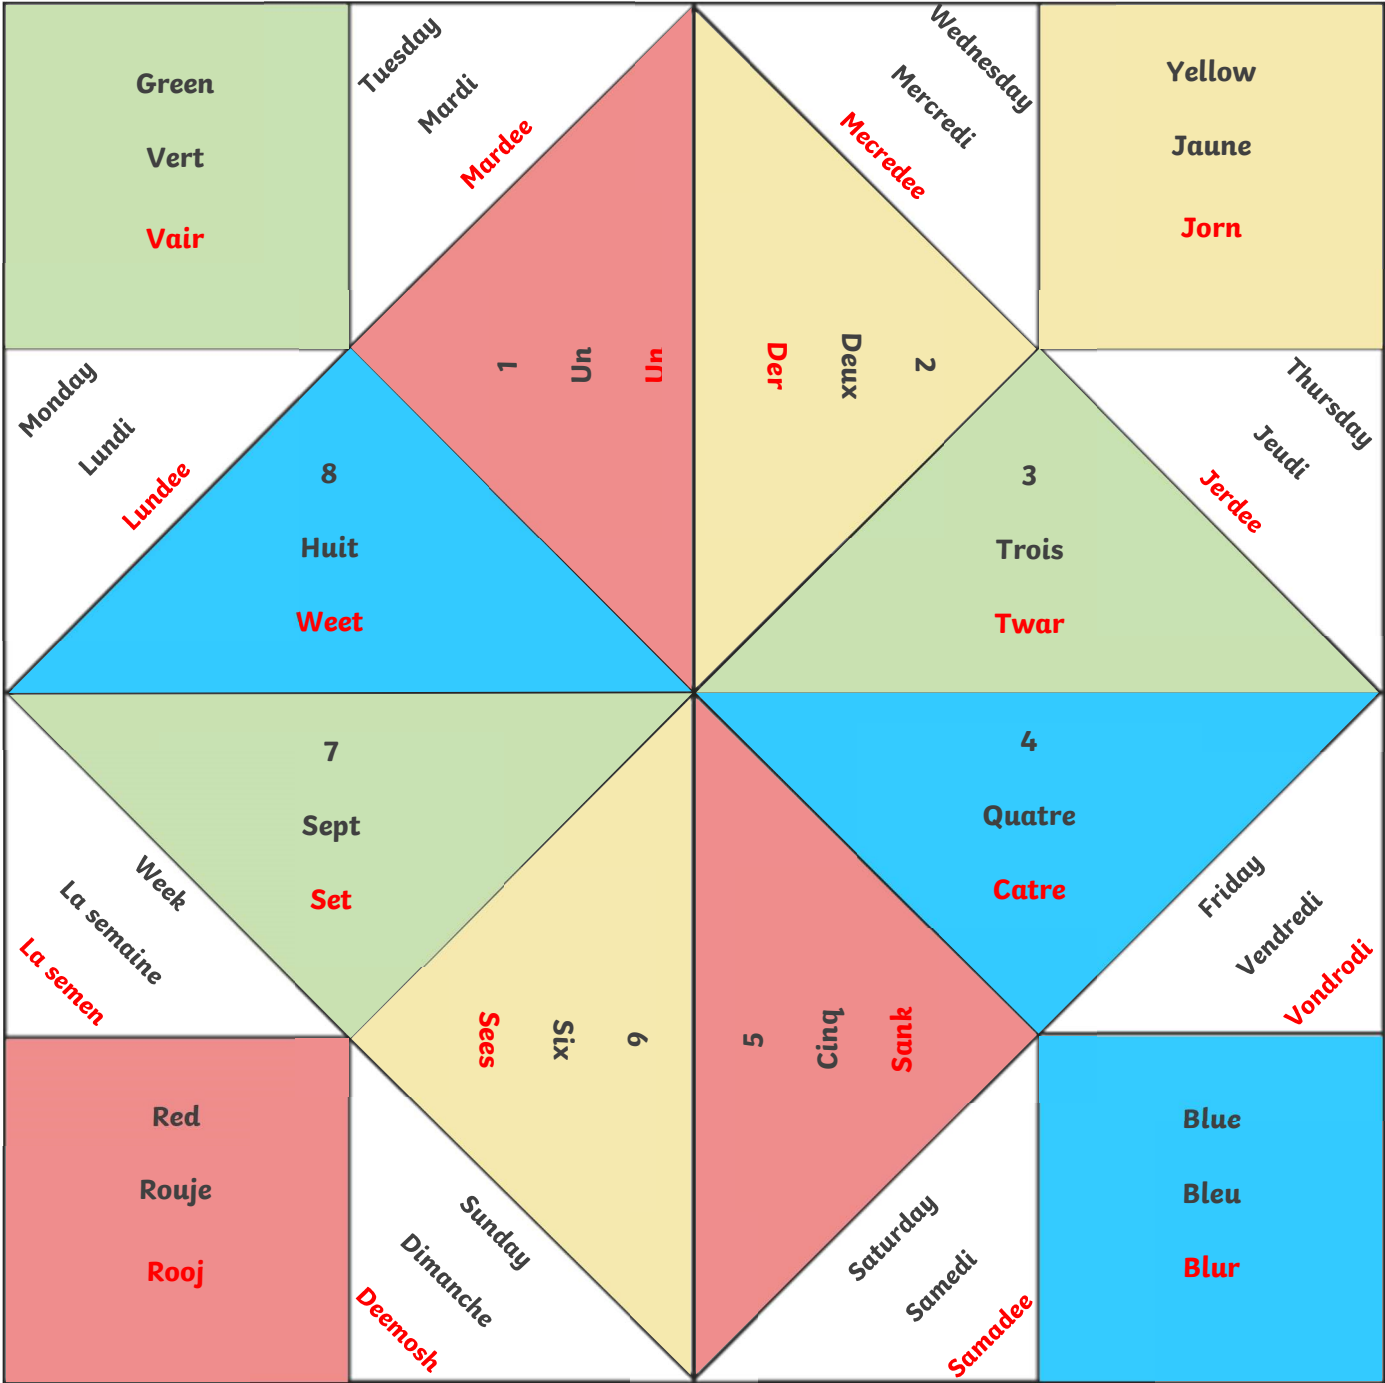 Green
Vert
Vair
Tuesday
Mardi
Mardee
Wednesday
Mercredi
Mecredee
Yellow
Jaune
Jorn
Monday
Lundi
Lundee
8
Huit
Weet
1
Un
Un
2
Deux
Der
3
Trois
Twar
Thursday
Jeudi
Jerdee
Week
La semaine
La semen
7
Sept
Set
6
Six
Sees
5
Cinq
Sank
4
Quatre
Catre
Friday
Vendredi
Vondrodi
Red
Rouje
Rooj
Sunday
Dimanche
Deemosh
Saturday
Samedi
Samadee
Blue
Bleu
Blur